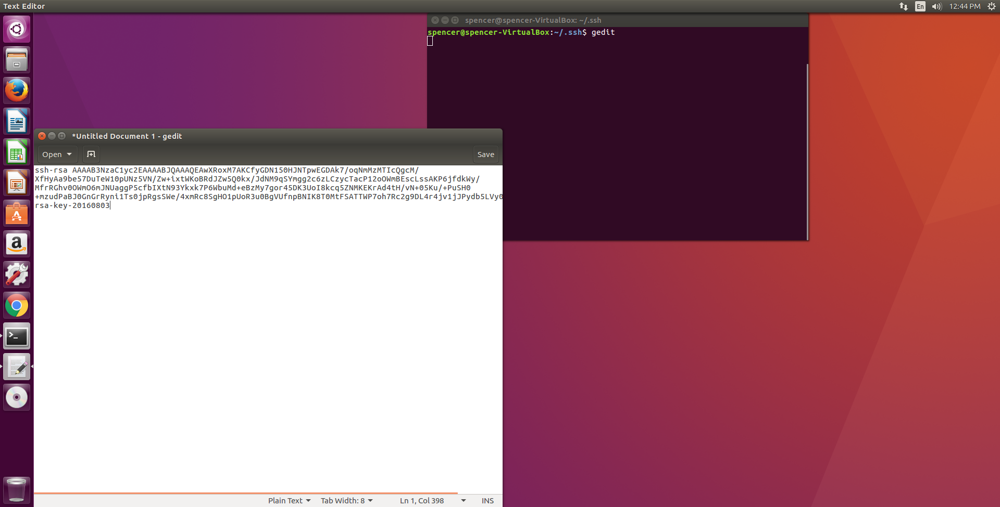 Text Editor
En
12:44 PM
spencer@spencer-VirtualBox: ~/.ssh
spencer@spencer-VirtualBox:~/.ssh$ gedit
*Untitled Document 1 - gedit
Open
Save
ssh-rsa AAAAB3NzaC1yc2EAAAABJQAAAQEAwXRoxM7AKCfyGDN150HJNTpwEGDAk7/oqNmMzMTIcQgcM/
XfHyAa9be57DuTeW10pUNz5VN/Zw+ixtWKoBRdJZw5Q0kx/JdNM9qSYmgg2c6zLCzycTacP12oOWmBEscLssAKP6jfdkWy/
MfrRGhv0OWmO6mJNUaggP5cfbIXtN93Ykxk7P6WbuMd+eBzMy7gor45DK3UoI8kcq5ZNMKEKrAd4tH/vN+05Ku/+PuSH0
+mzudPaBJ0GnGrRyni1Ts0jpRgsSWe/4xmRc8SgHO1pUoR3u0BgVUfnpBNIK8T0MtFSATTWP7oh7Rc2g9DL4r4jv1jJPydb5LVy0
rsa-key-20160803
Plain Text
Tab Width: 8
Ln 1, Col 398
INS